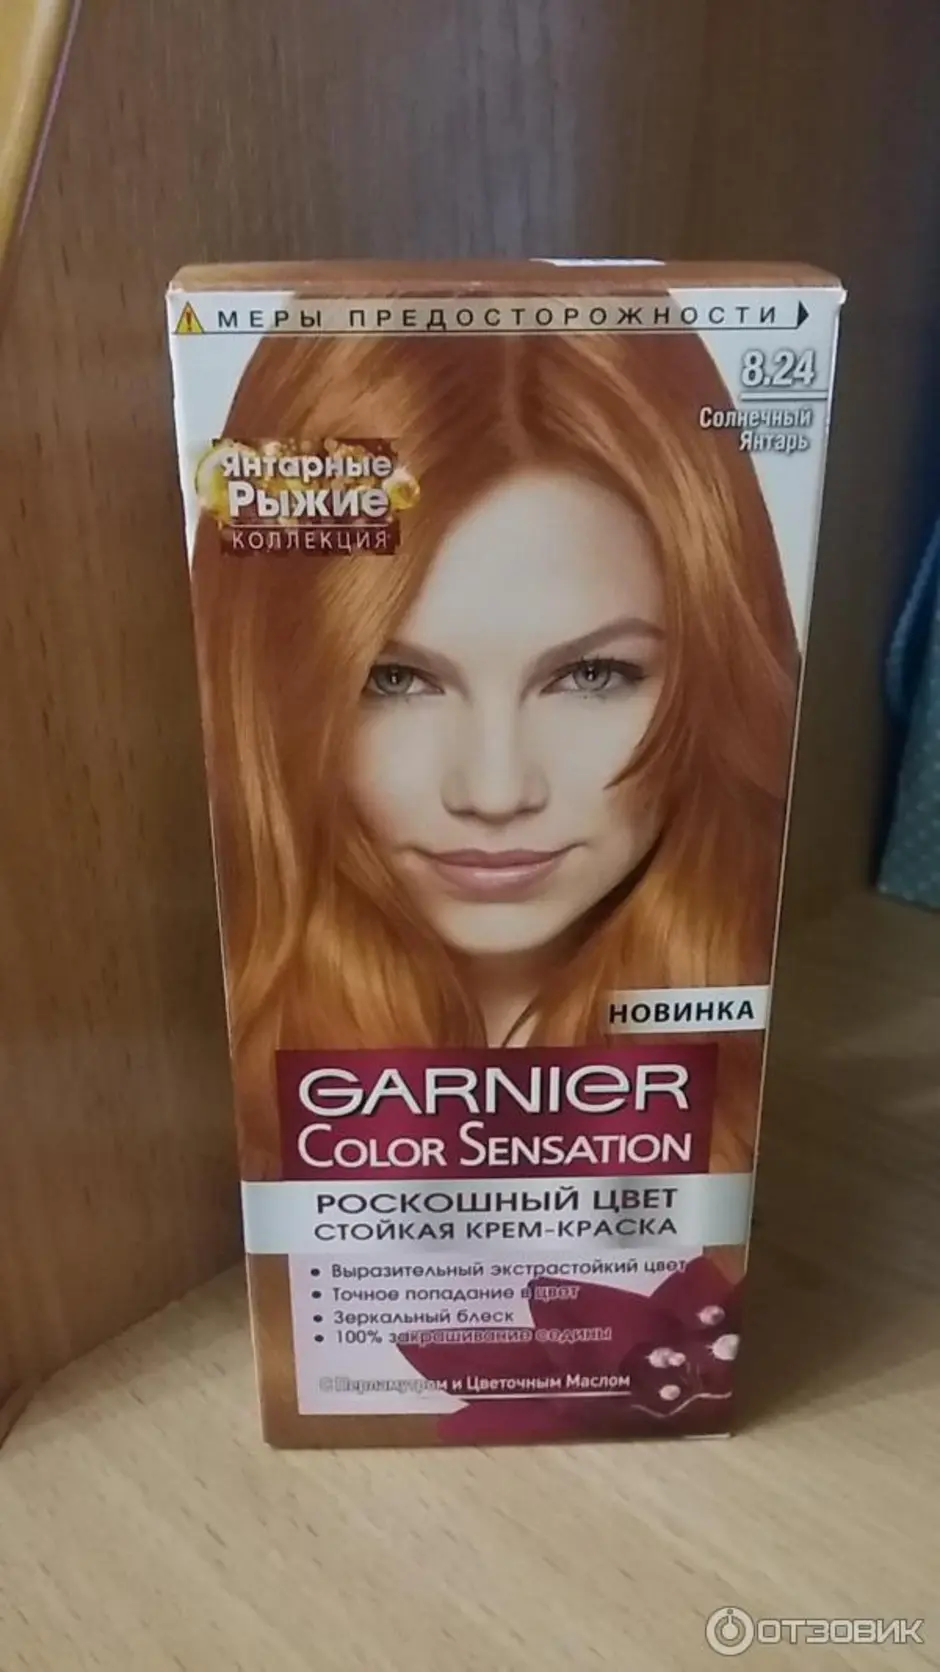 МЕРЫ ПРЕДОСТОРОЖНОСТИ
8.24
Солнечный
Янтарь
Янтарные
Рыжие
КОЛЛЕКЦИЯ
НОВИНКА
GARNIER
COLOR SENSATION
РОСКОШНЫЙ ЦВЕТ
СТОЙКАЯ КРЕМ-КРАСКА
• Выразительный экстрастойкий цвет
• Точное попадание в цвет
• Зеркальный блеск
• 100% закрашивание седины
С Перламутром и Цветочным Маслом
ОТЗОВИК